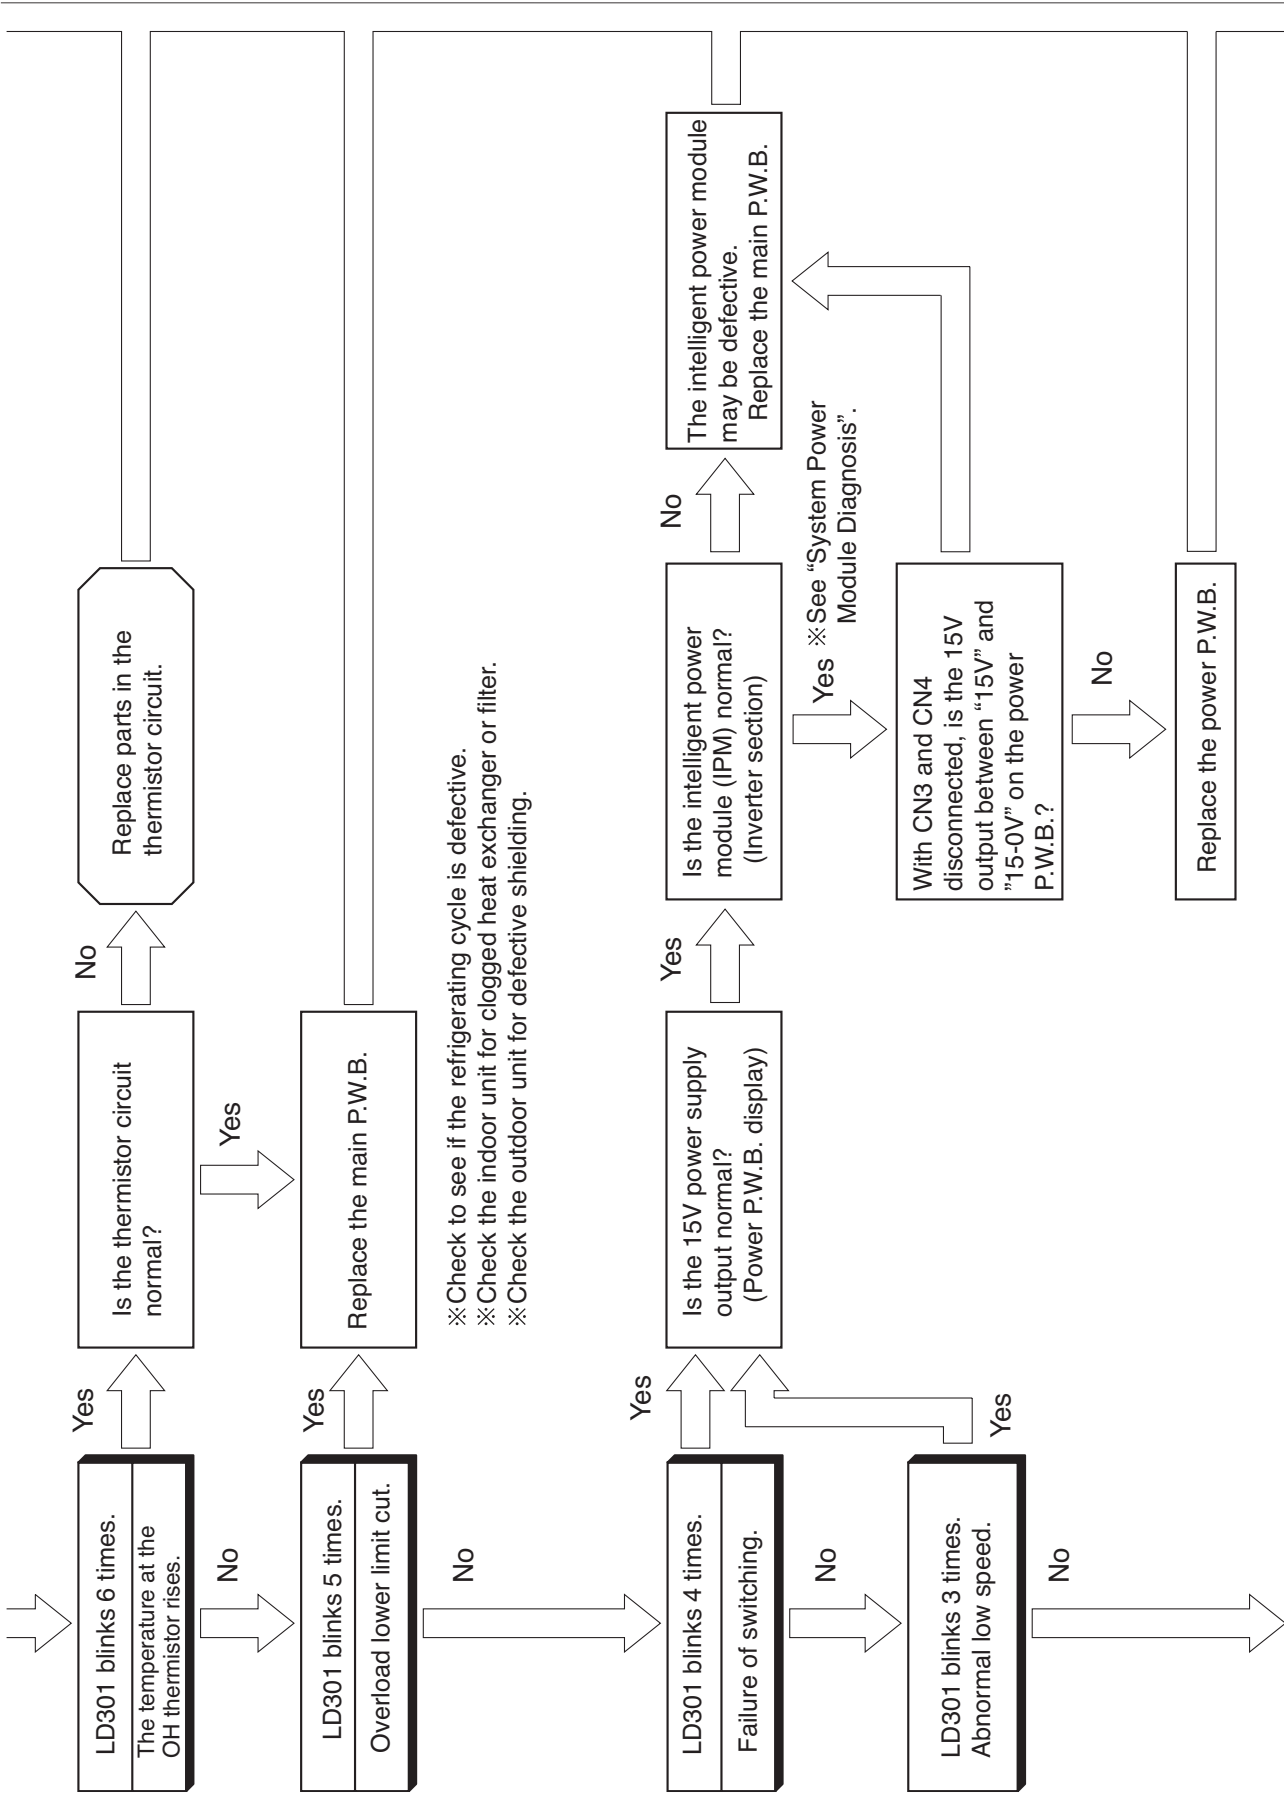 LD301 blinks 6 times.
The temperature at the
OH thermistor rises.
Yes
Is the thermistor circuit
normal?
No
Replace parts in the
thermistor circuit.
No
Yes
LD301 blinks 5 times.
Overload lower limit cut.
Yes
Replace the main P.W.B.
※Check to see if the refrigerating cycle is defective.
※Check the indoor unit for clogged heat exchanger or filter.
※Check the outdoor unit for defective shielding.
No
LD301 blinks 4 times.
Failure of switching.
Yes
Is the 15V power supply
output normal?
(Power P.W.B. display)
Yes
Is the intelligent power
module (IPM) normal?
(Inverter section)
No
The intelligent power module
may be defective.
Replace the main P.W.B.
Yes
※See “System Power
Module Diagnosis”.
No
LD301 blinks 3 times.
Abnormal low speed.
Yes
With CN3 and CN4
disconnected, is the 15V
output between “15V” and
”15-0V” on the power
P.W.B.?
No
No
Replace the power P.W.B.